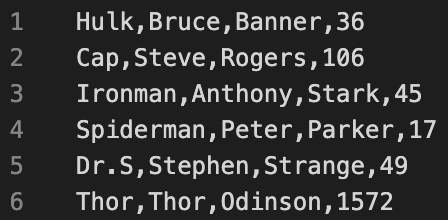 1 Hulk,Bruce,Banner,36
2 Cap,Steve,Rogers,106
3 Ironman,Anthony,Stark,45
4 Spiderman,Peter,Parker,17
5 Dr.S,Stephen,Strange,49
6 Thor,Thor,Odinson,1572